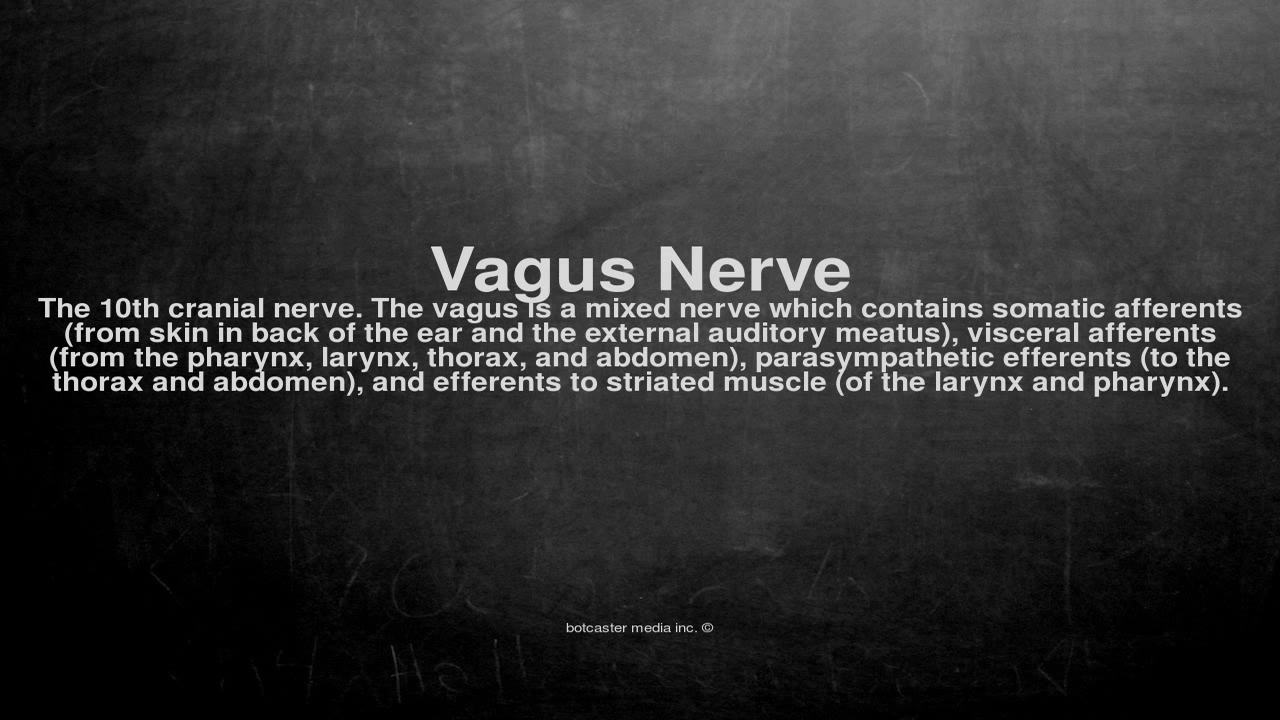 Vagus Nerve
The 10th cranial nerve. The vagus is a mixed nerve which contains somatic afferents
(from skin in back of the ear and the external auditory meatus), visceral afferents
(from the pharynx, larynx, thorax, and abdomen), parasympathetic efferents (to the
thorax and abdomen), and efferents to striated muscle (of the larynx and pharynx).
botcaster media inc. ©